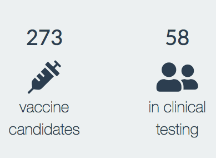 273
58
vaccine
candidates
in clinical
testing